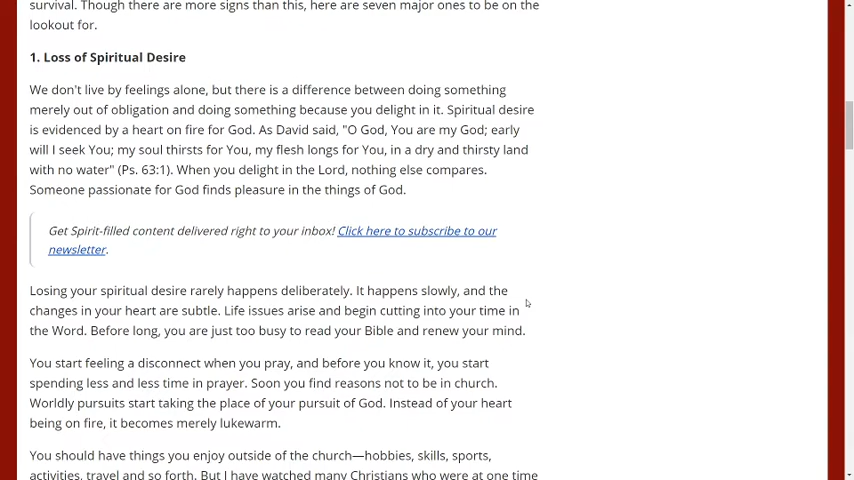 survival. Though there are more signs than this, here are seven major ones to be on the
lookout for.
1. Loss of Spiritual Desire
We don't live by feelings alone, but there is a difference between doing something
merely out of obligation and doing something because you delight in it. Spiritual desire
is evidenced by a heart on fire for God. As David said, "O God, You are my God; early
will I seek You; my soul thirsts for You, my flesh longs for You, in a dry and thirsty land
with no water" (Ps. 63:1). When you delight in the Lord, nothing else compares.
Someone passionate for God finds pleasure in the things of God.
Get Spirit-filled content delivered right to your inbox! Click here to subscribe to our
newsletter.
Losing your spiritual desire rarely happens deliberately. It happens slowly, and the
changes in your heart are subtle. Life issues arise and begin cutting into your time in
the Word. Before long, you are just too busy to read your Bible and renew your mind.
You start feeling a disconnect when you pray, and before you know it, you start
spending less and less time in prayer. Soon you find reasons not to be in church.
Worldly pursuits start taking the place of your pursuit of God. Instead of your heart
being on fire, it becomes merely lukewarm.
You should have things you enjoy outside of the church—hobbies, skills, sports,
activities, travel and so forth. But I have watched many Christians who were at one time